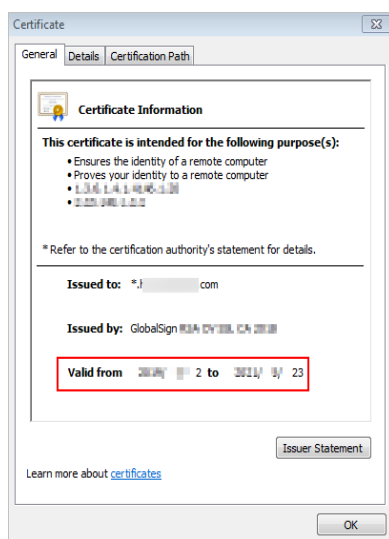 Certificate
General Details Certification Path
Certificate Information
This certificate is intended for the following purpose(s):
• Ensures the identity of a remote computer
• Proves your identity to a remote computer
* Refer to the certification authority's statement for details.
Issued to: *.h com
Issued by: GlobalSign
Valid from 2 to 23
Issuer Statement
Learn more about certificates
OK